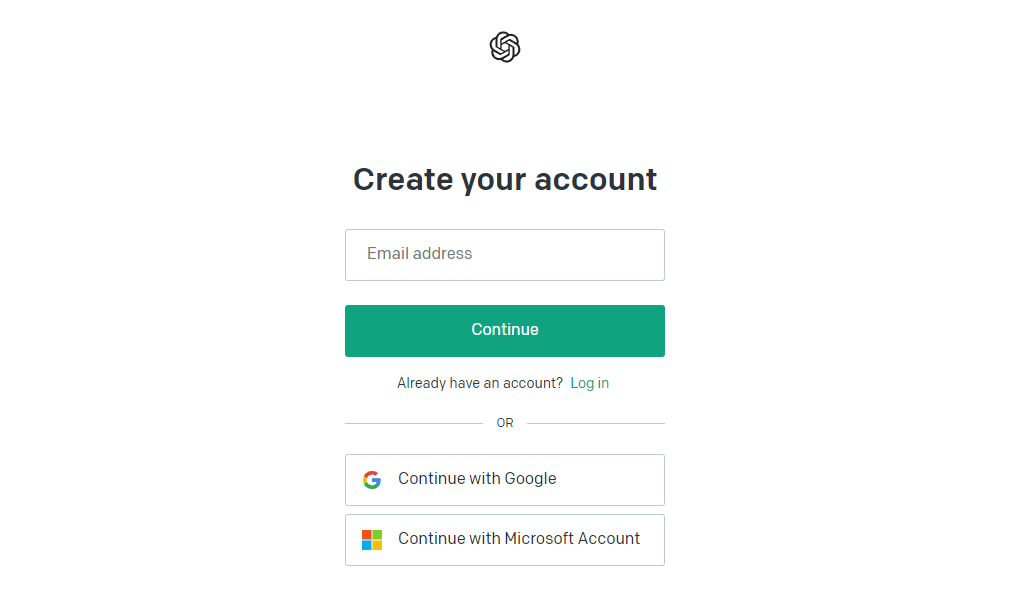 Create your account
Email address
Continue
Already have an account? Log in
OR
Continue with Google
Continue with Microsoft Account